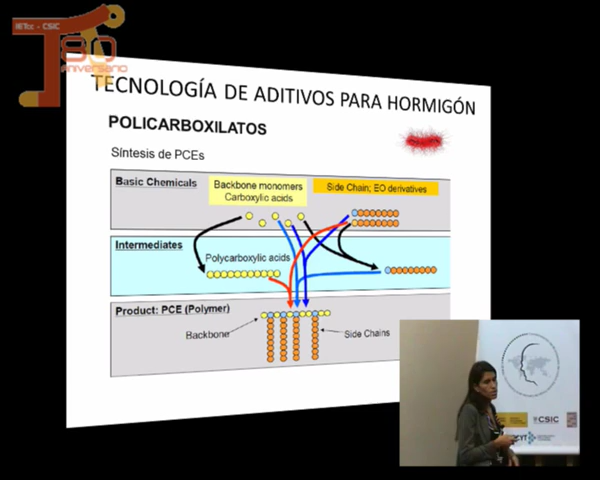 IETcc - CSIC
80
aniversario
TECNOLOGÍA DE ADITIVOS PARA HORMIGÓN
POLICARBOXILATOS
Síntesis de PCEs
Basic Chemicals
Backbone monomers
Carboxylic acids
Side Chain; EO derivatives
Intermediates
Polycarboxylic acids
Product: PCE (Polymer)
Backbone
Side Chains
CSIC